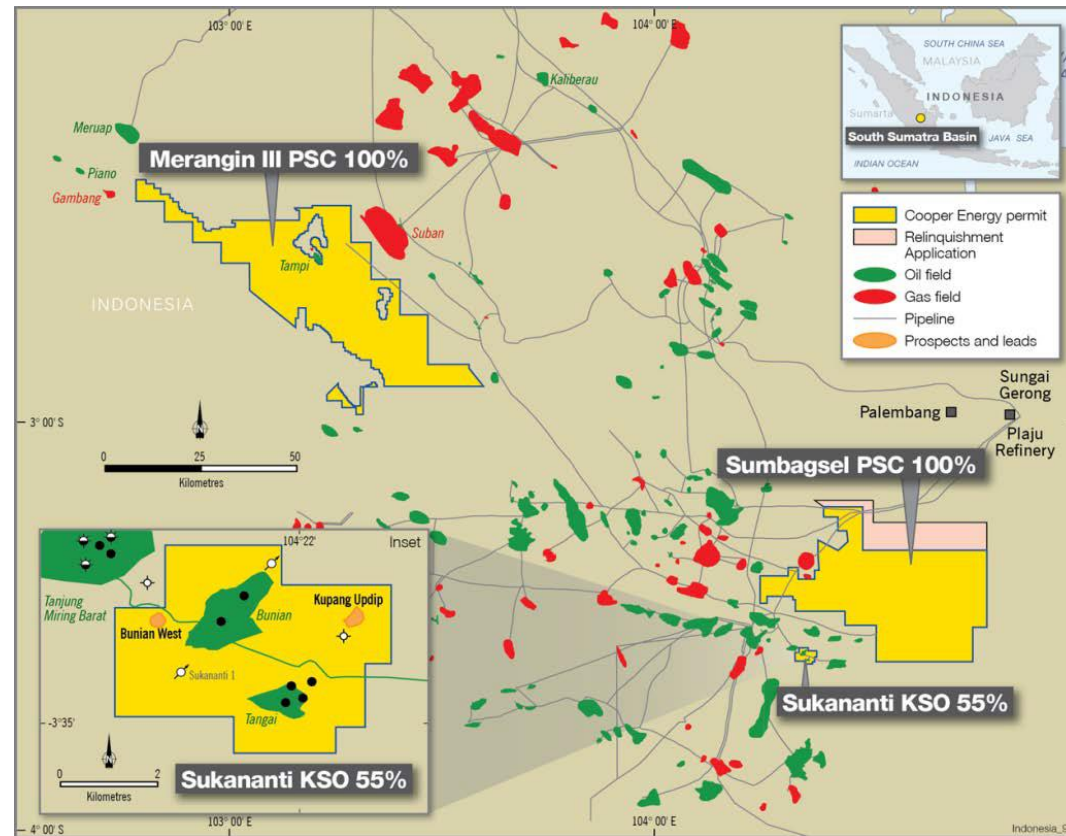 103° 00' E
104° 00' E
Kaliberau
Meruap
Merangin III PSC 100%
Piano
Gambang
Suban
Tampi
INDONESIA
SOUTH CHINA SEA
MALAYSIA
INDONESIA
Sumarta
South Sumatra Basin
JAVA SEA
INDIAN OCEAN
Cooper Energy permit
Relinquishment
Application
Oil field
Gas field
Pipeline
Prospects and leads
3° 00' S
N
0 25 50
Kilometres
Palembang
Sungai
Gerong
Plaju
Refinery
Sumbagsel PSC 100%
Sukananti KSO 55%
104°22'
Inset
Tanjung
Miring Barat
Bunian
Kupang Updip
Bunian West
Sukananti 1
Tangai
-3°35'
N
0 2
Kilometres
Sukananti KSO 55%
4° 00' S
103° 00' E
104° 00' E